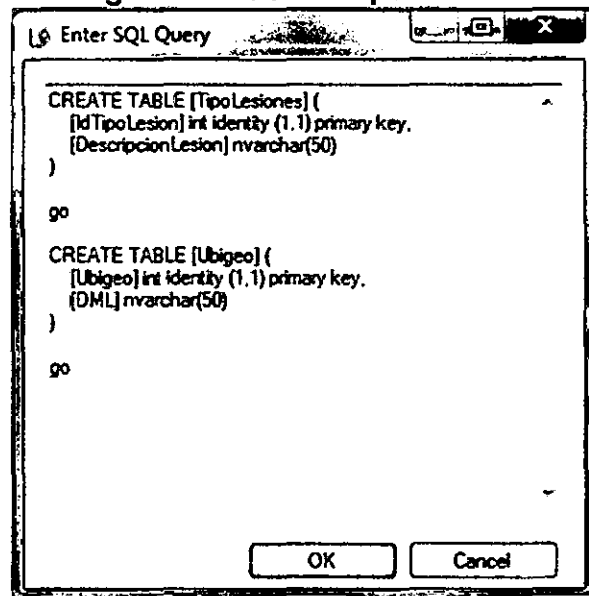 Enter SQL Query
CREATE TABLE [TipoLesiones] (
[IdTipoLesion] int identity (1,1) primary key,
[DescripcionLesion] nvarchar(50)
)
go
CREATE TABLE [Ubigeo] (
[Ubigeo] int identity (1,1) primary key,
[DML] nvarchar(50)
)
go
OK
Cancel